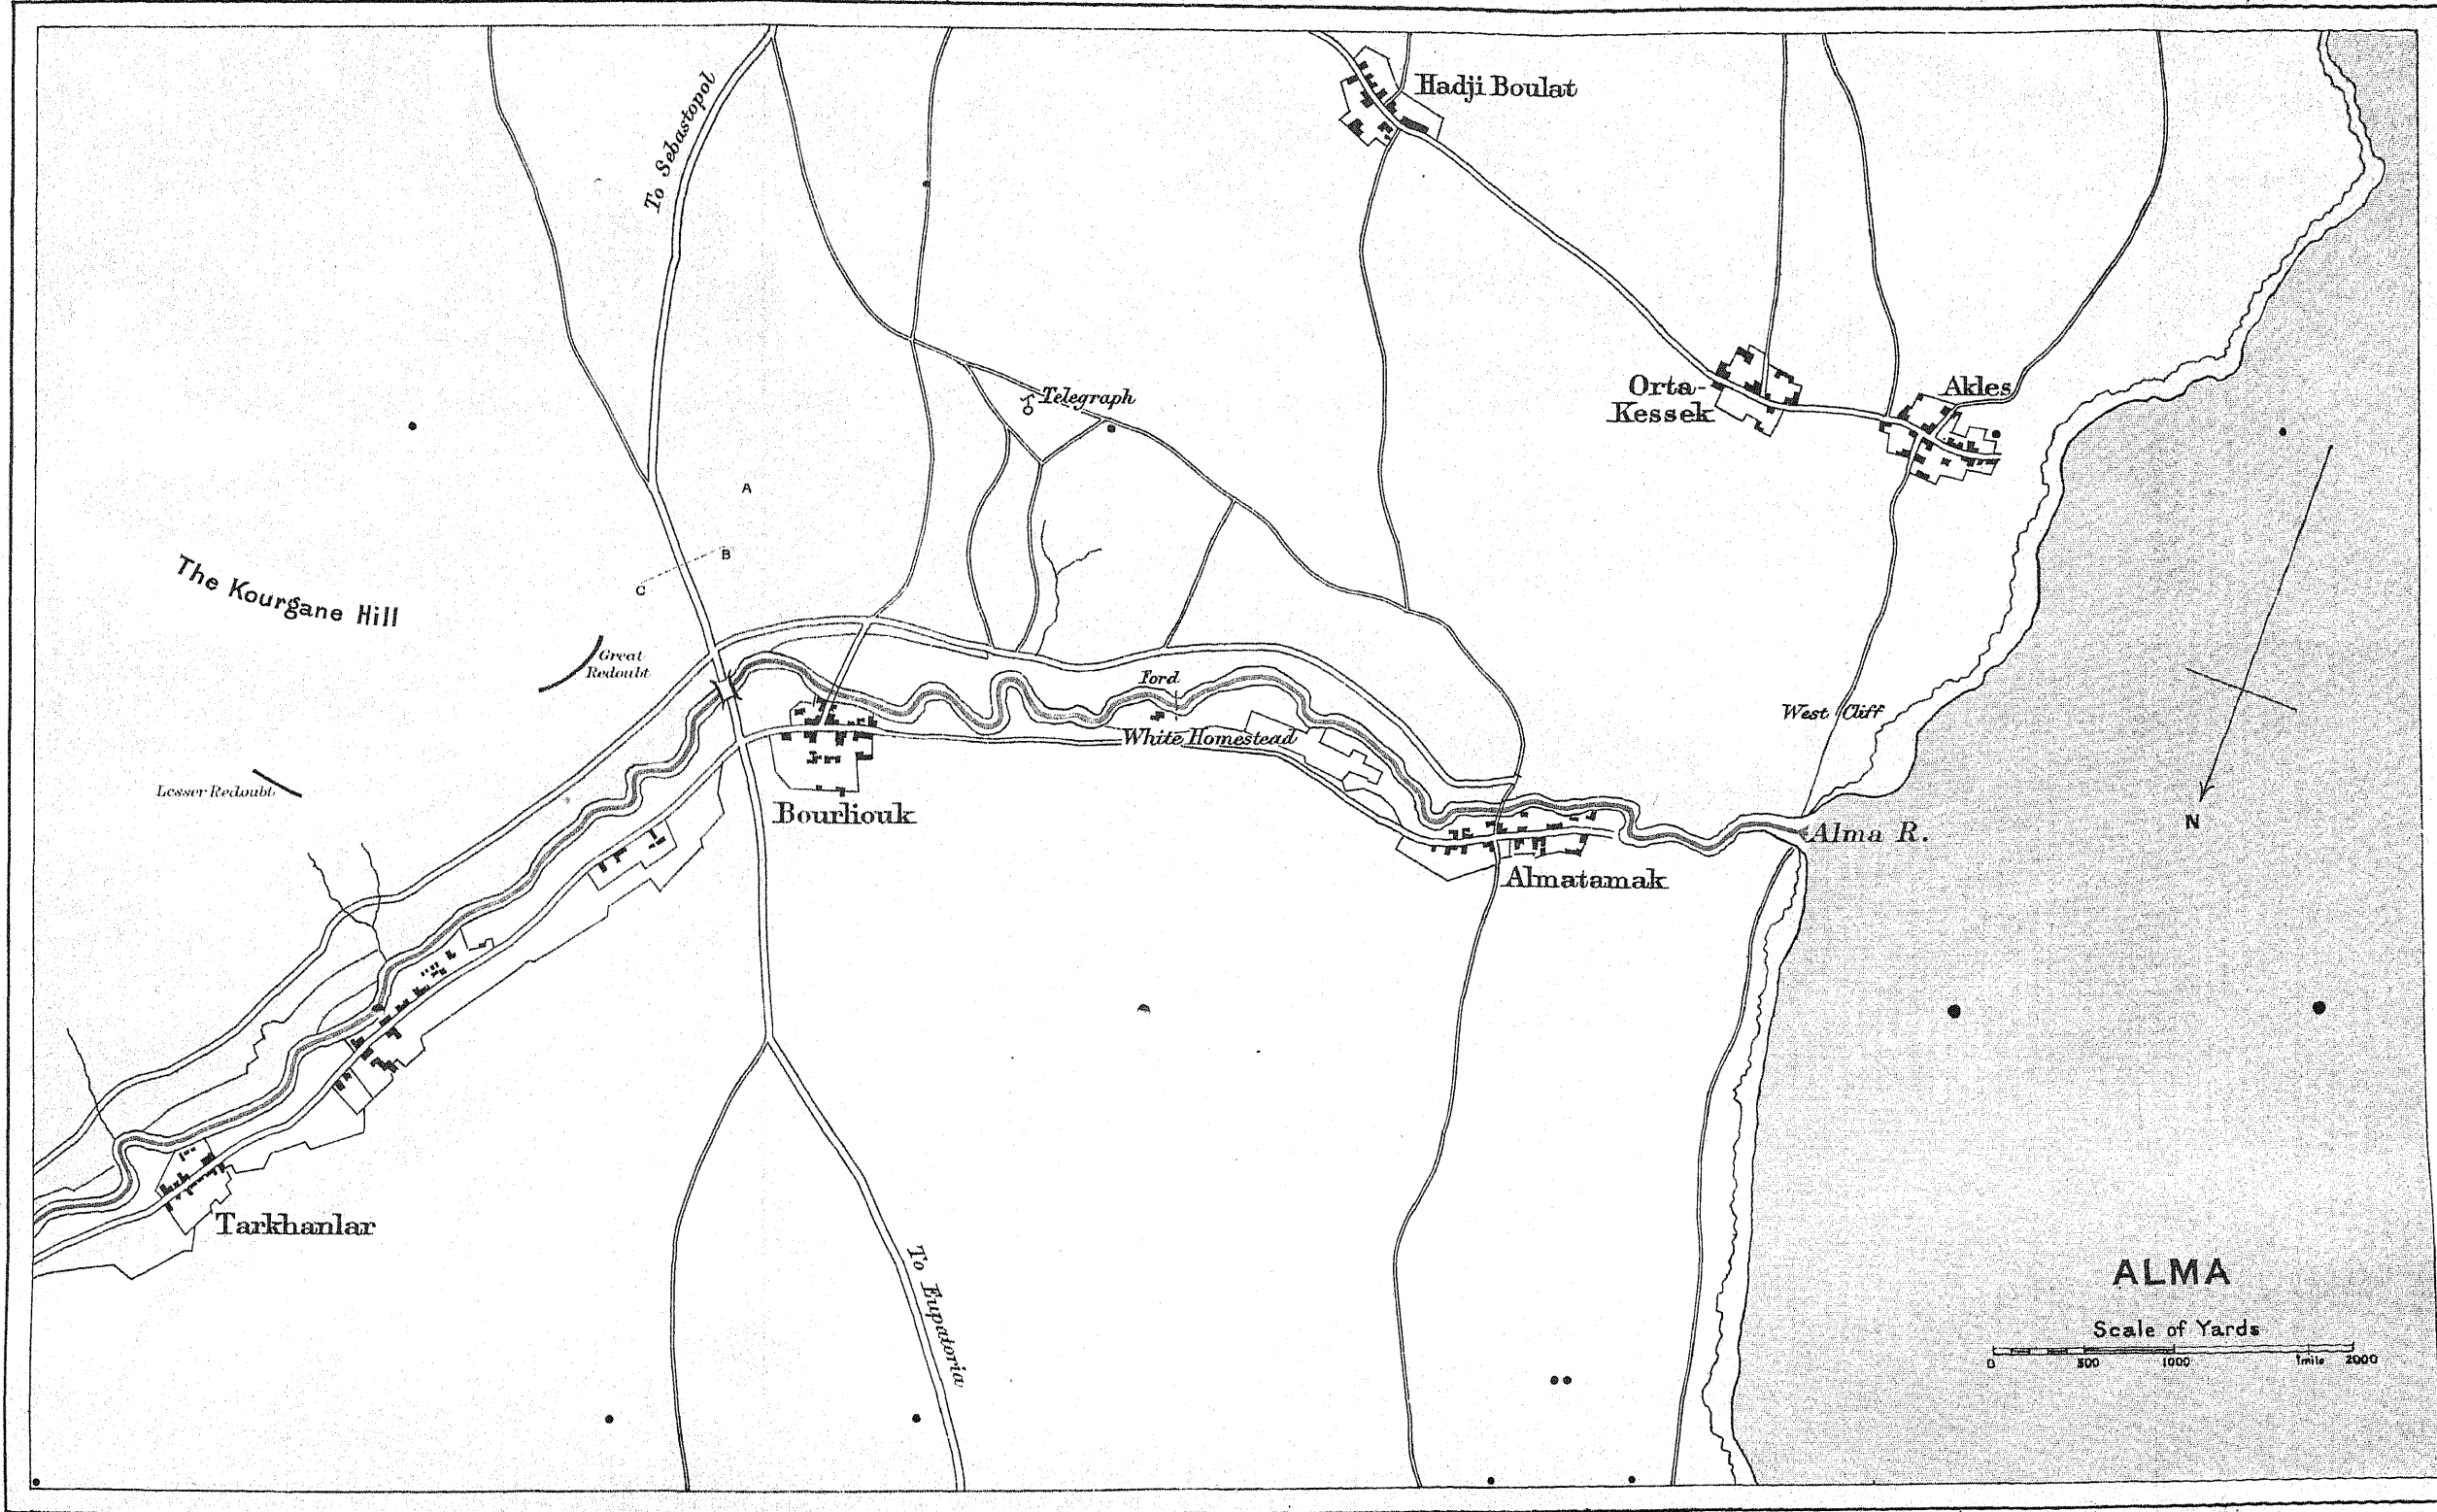 To Sebastopol
Hadji Boulat
Telegraph
Orta-
Kessek
Akles
A
B
C
The Kourgane Hill
Great
Redoubt
Ford
West Cliff
White Homestead
Lesser Redoubt
Bourliouk
Alma R.
N
Almatamak
Tarkhanlar
To Eupatoria
ALMA
Scale of Yards
0 500 1000 1mile 2000